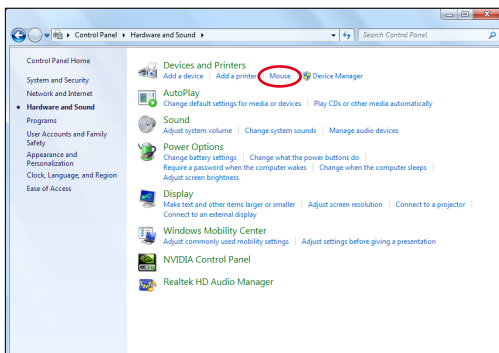 Control Panel Hardware and Sound Search Control Panel
Control Panel Home
System and Security
Network and Internet
Hardware and Sound
Programs
User Accounts and Family
Safety
Appearance and
Personalization
Clock, Language, and Region
Ease of Access
Devices and Printers
Add a device Add a printer Mouse Device Manager
AutoPlay
Change default settings for media or devices Play CDs or other media automatically
Sound
Adjust system volume Change system sounds Manage audio devices
Power Options
Change battery settings Change what the power buttons do
Require a password when the computer wakes Change when the computer sleeps
Adjust screen brightness
Display
Make text and other items larger or smaller Adjust screen resolution Connect to a projector
Connect to an external display
Windows Mobility Center
Adjust commonly used mobility settings Adjust settings before giving a presentation
NVIDIA Control Panel
Realtek HD Audio Manager